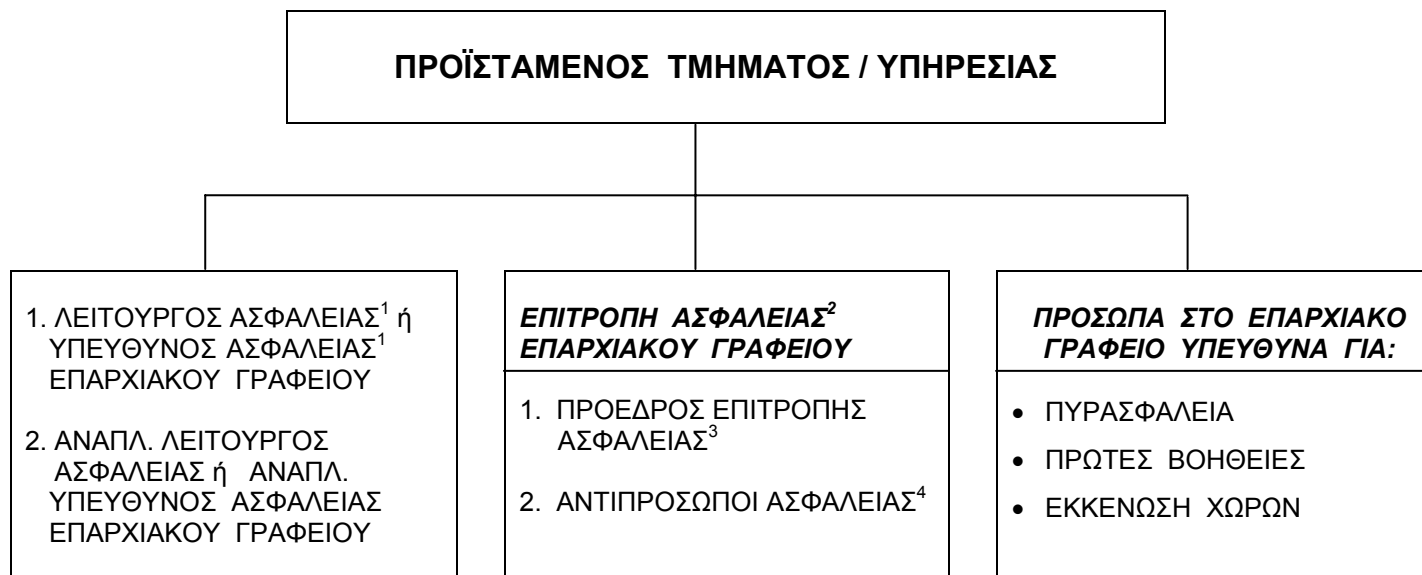 ΠΡΟΪΣΤΑΜΕΝΟΣ ΤΜΗΜΑΤΟΣ / ΥΠΗΡΕΣΙΑΣ
1. ΛΕΙΤΟΥΡΓΟΣ ΑΣΦΑΛΕΙΑΣ¹ ή
ΥΠΕΥΘΥΝΟΣ ΑΣΦΑΛΕΙΑΣ¹
ΕΠΑΡΧΙΑΚΟΥ ΓΡΑΦΕΙΟΥ
2. ΑΝΑΠΛ. ΛΕΙΤΟΥΡΓΟΣ
ΑΣΦΑΛΕΙΑΣ ή ΑΝΑΠΛ.
ΥΠΕΥΘΥΝΟΣ ΑΣΦΑΛΕΙΑΣ
ΕΠΑΡΧΙΑΚΟΥ ΓΡΑΦΕΙΟΥ
ΕΠΙΤΡΟΠΗ ΑΣΦΑΛΕΙΑΣ²
ΕΠΑΡΧΙΑΚΟΥ ΓΡΑΦΕΙΟΥ
1. ΠΡΟΕΔΡΟΣ ΕΠΙΤΡΟΠΗΣ
ΑΣΦΑΛΕΙΑΣ³
2. ΑΝΤΙΠΡΟΣΩΠΟΙ ΑΣΦΑΛΕΙΑΣ⁴
ΠΡΟΣΩΠΑ ΣΤΟ ΕΠΑΡΧΙΑΚΟ
ΓΡΑΦΕΙΟ ΥΠΕΥΘΥΝΑ ΓΙΑ:
• ΠΥΡΑΣΦΑΛΕΙΑ
• ΠΡΩΤΕΣ ΒΟΗΘΕΙΕΣ
• ΕΚΚΕΝΩΣΗ ΧΩΡΩΝ